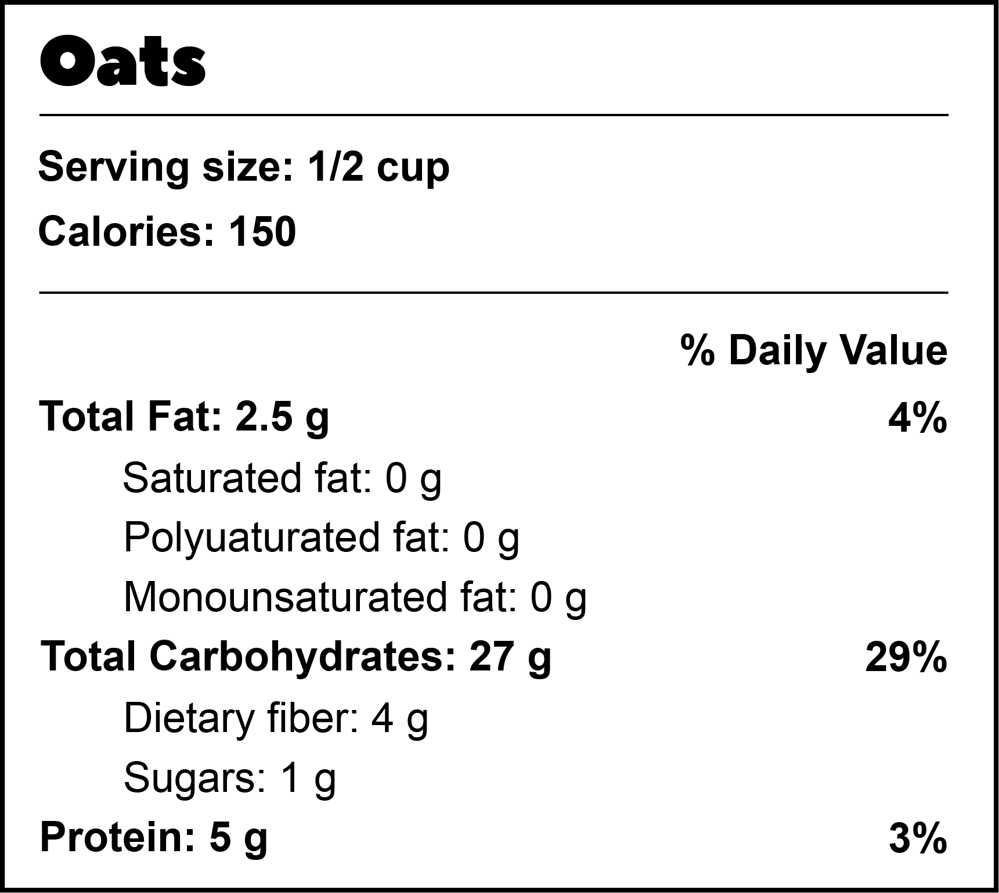 Oats
Serving size: 1/2 cup
Calories: 150
% Daily Value
Total Fat: 2.5 g 4%
Saturated fat: 0 g
Polyuaturated fat: 0 g
Monounsaturated fat: 0 g
Total Carbohydrates: 27 g 29%
Dietary fiber: 4 g
Sugars: 1 g
Protein: 5 g 3%